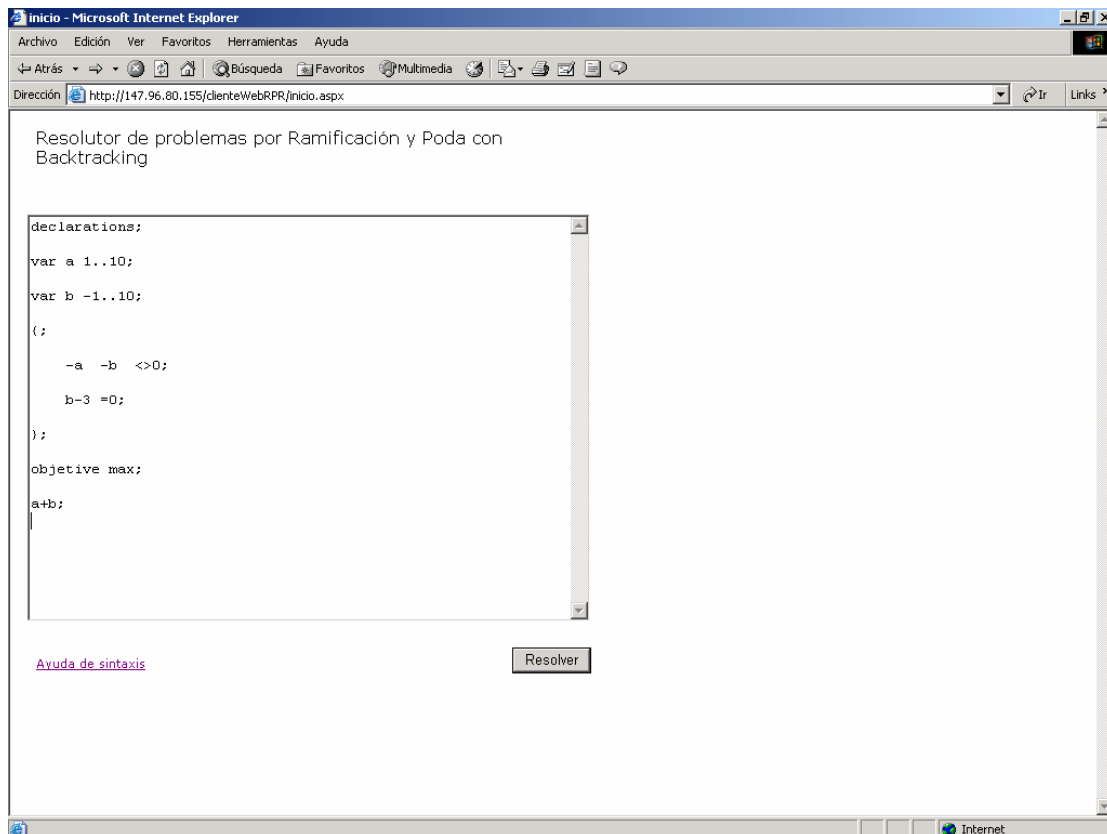 inicio - Microsoft Internet Explorer
Archivo Edición Ver Favoritos Herramientas Ayuda
Atrás Búsqueda Favoritos Multimedia
Dirección http://147.96.80.155/clienteWebRPR/inicio.aspx Ir Links
Resolutor de problemas por Ramificación y Poda con
Backtracking
declarations;
var a 1..10;
var b -1..10;
{;
-a -b <>0;
b-3 =0;
};
objetive max;
a+b;
Ayuda de sintaxis Resolver
Internet